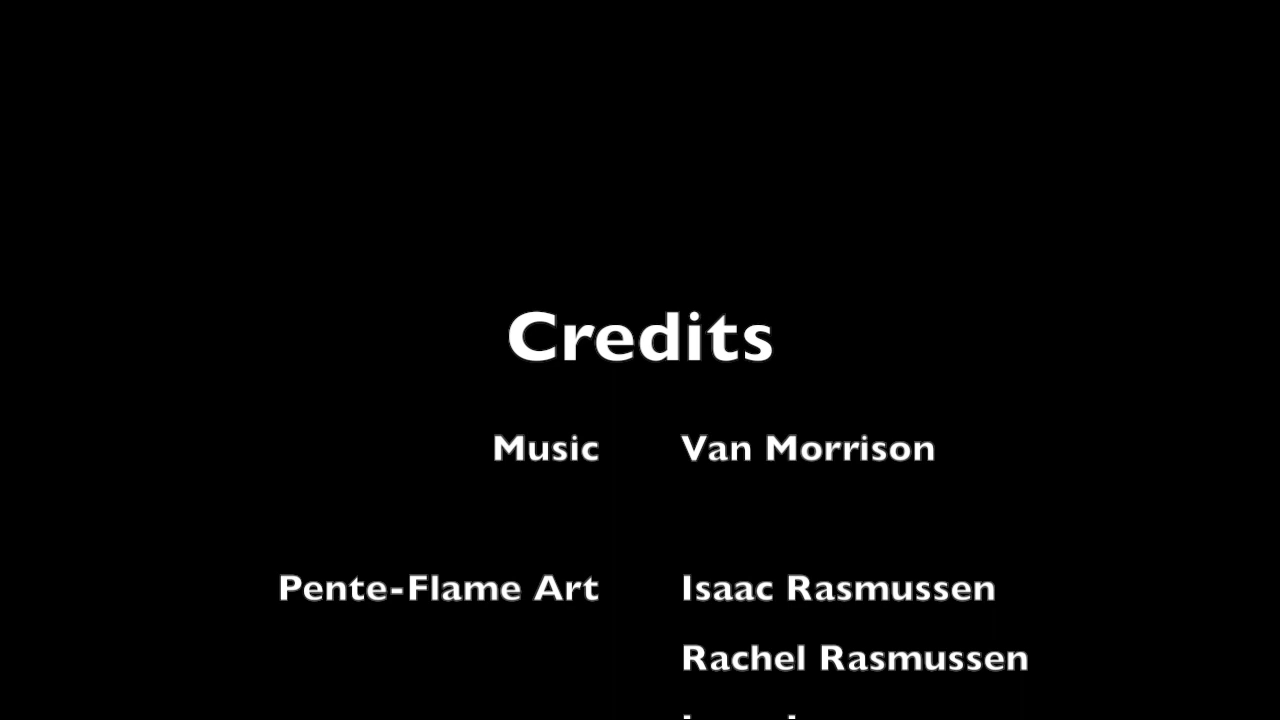 Credits
Music Van Morrison
Pente-Flame Art Isaac Rasmussen
Rachel Rasmussen